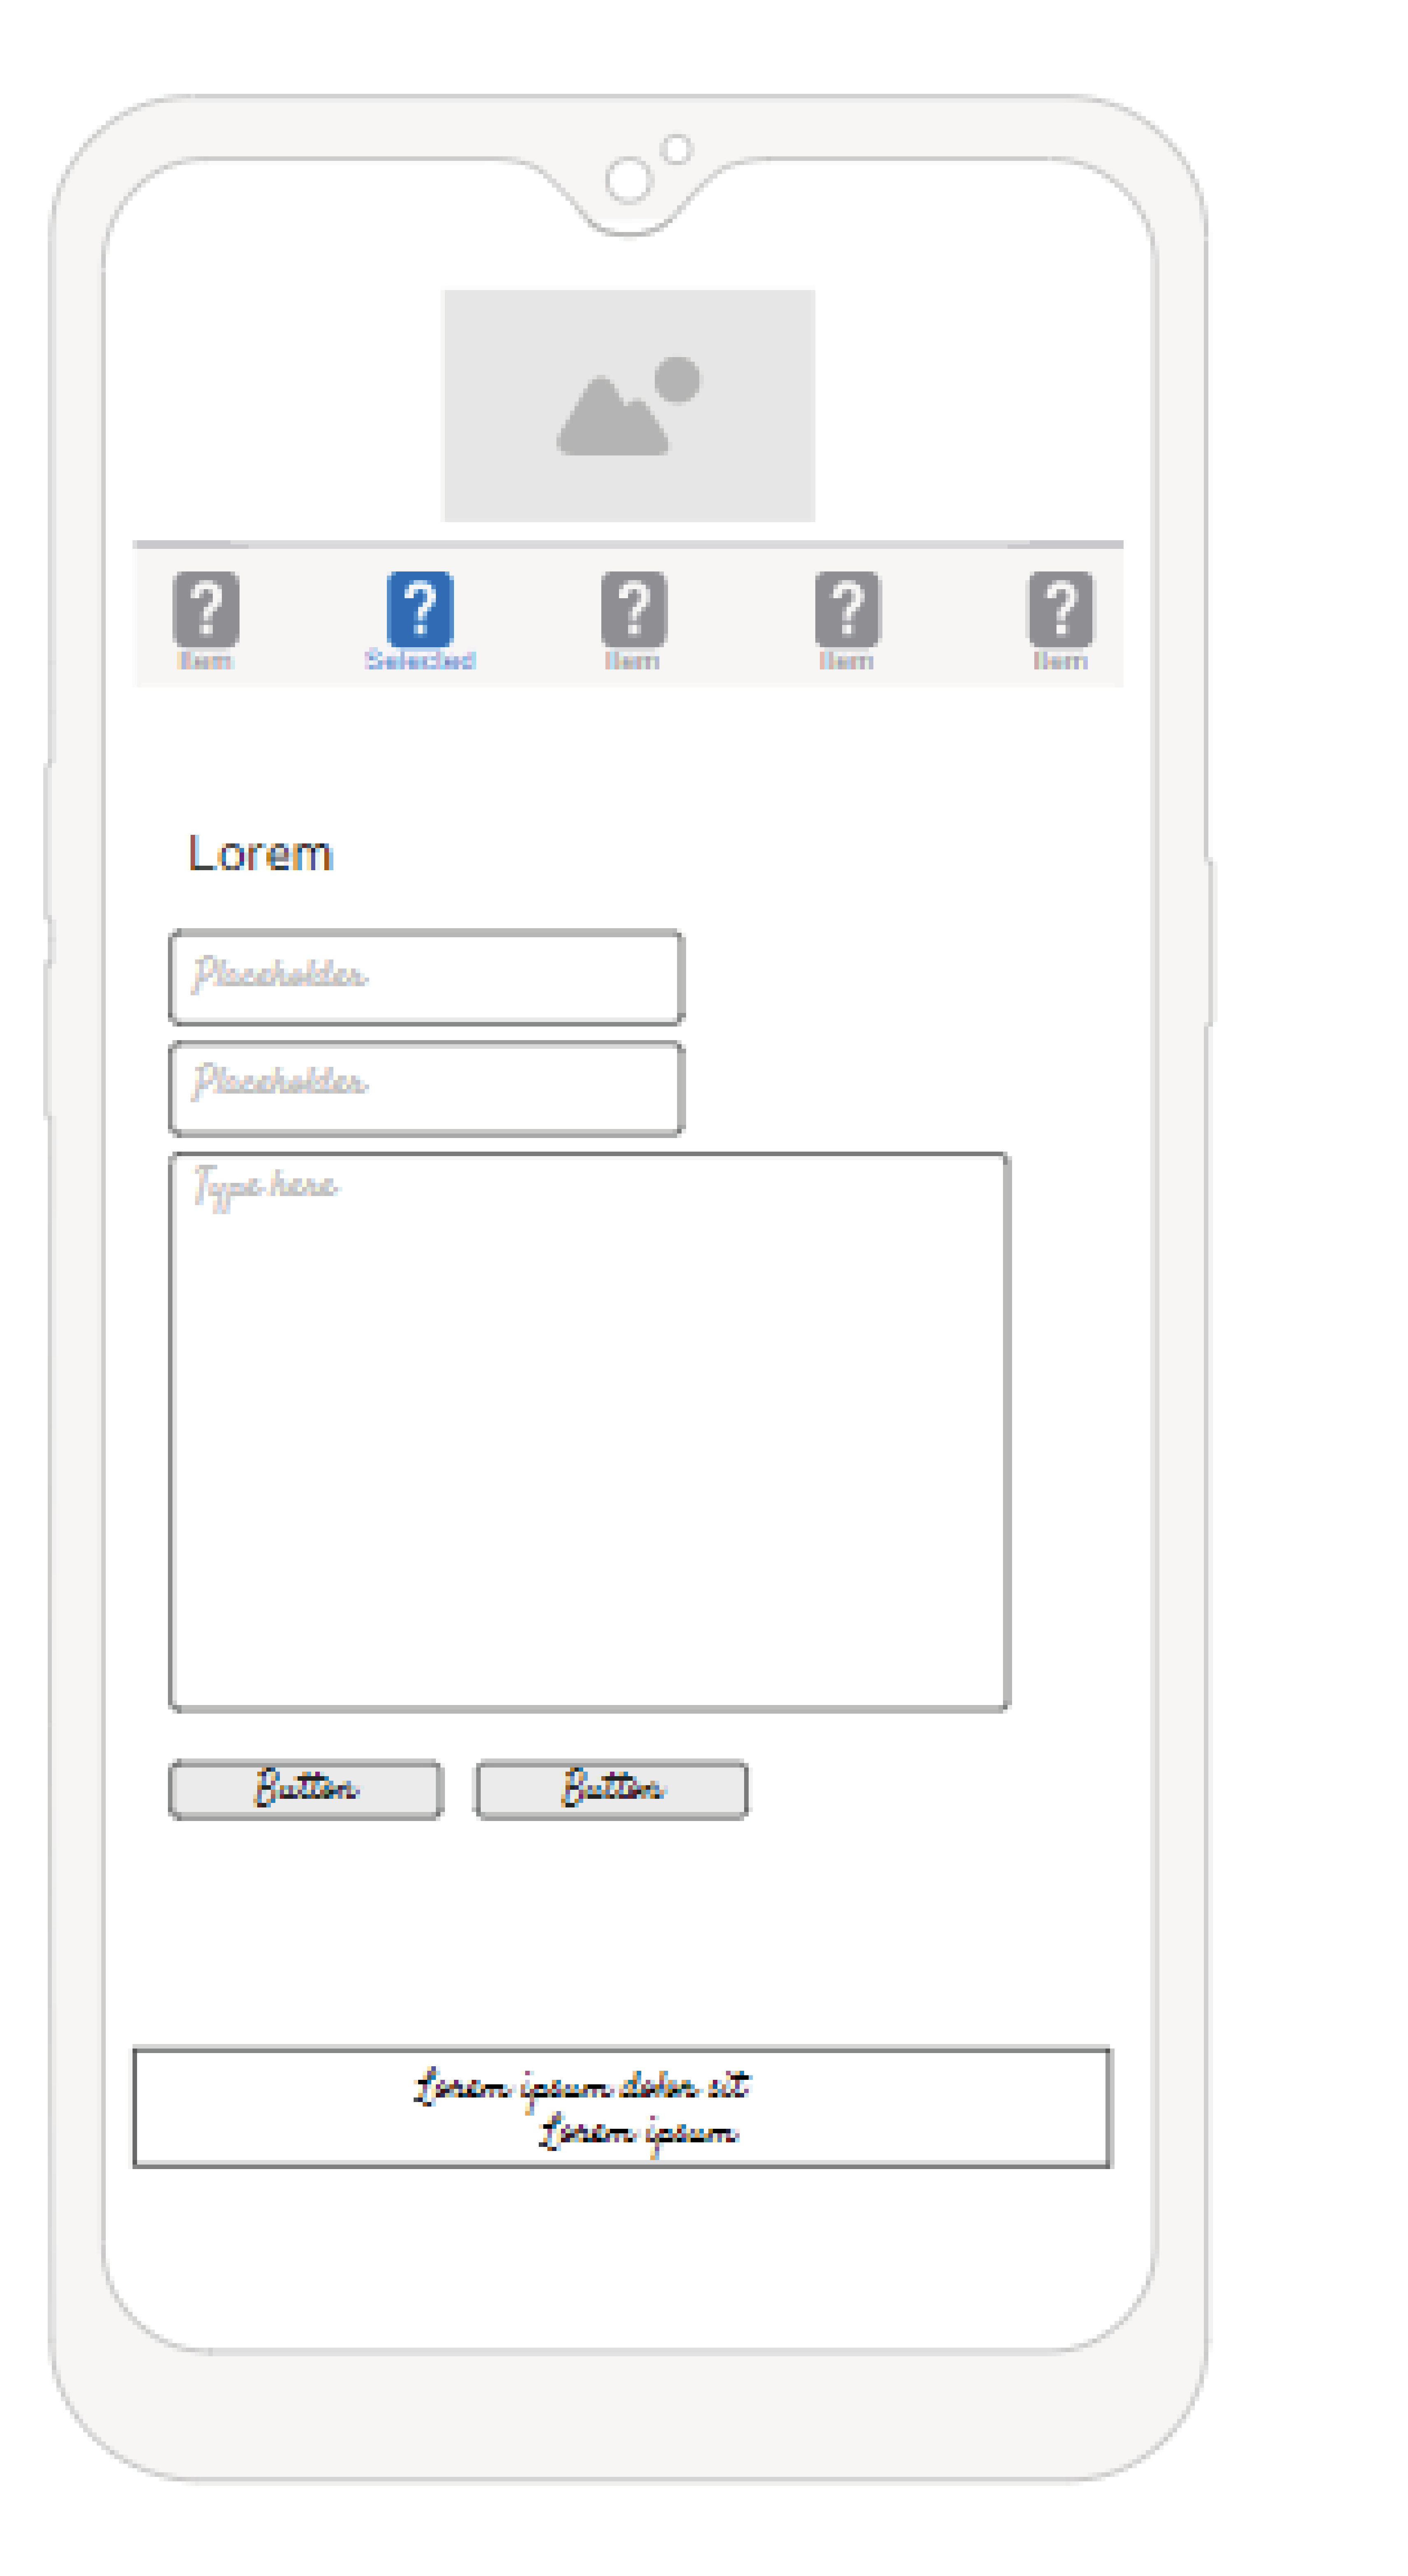 ? ? ? ? ?
Item Selected Item Item Item
Lorem
Placeholder
Placeholder
Type here
Button Button
Lorem ipsum dolor sit
Lorem ipsum